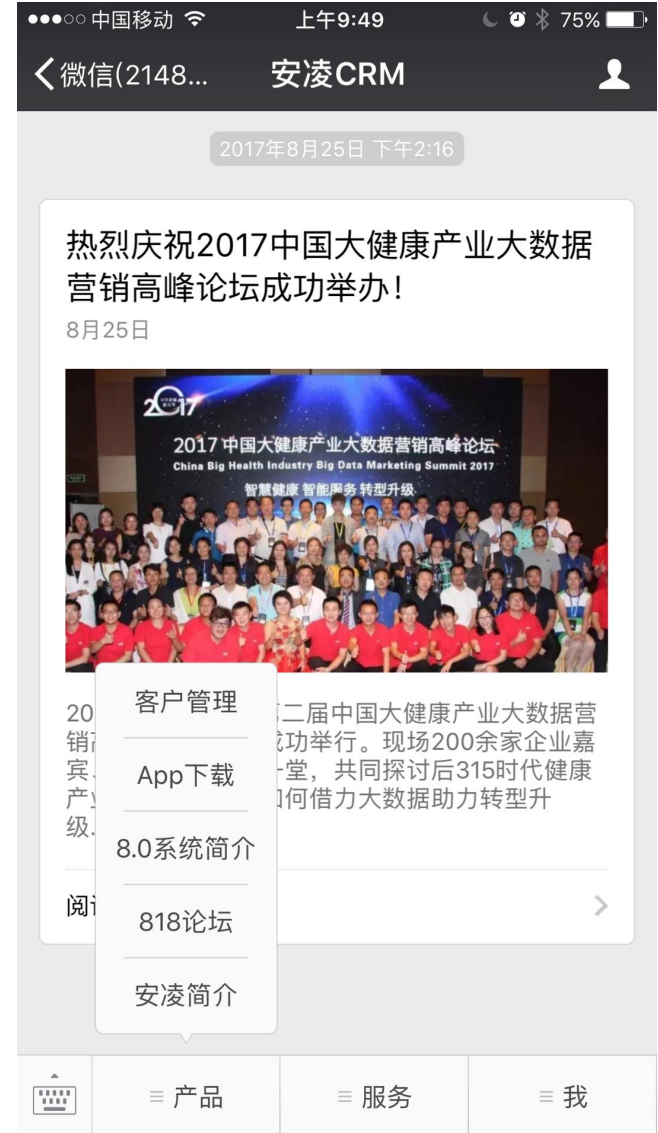 中国移动 上午9:49 75%
微信(2148... 安凌CRM
2017年8月25日 下午2:16
热烈庆祝2017中国大健康产业大数据
营销高峰论坛成功举办!
8月25日
2017
2017 中国大健康产业大数据营销高峰论坛
China Big Health Industry Big Data Marketing Summit 2017
智慧健康 智能服务 转型升级
20 二届中国大健康产业大数据营
销 功举行。现场200余家企业嘉
宾、 一堂，共同探讨后315时代健康
产业 何借力大数据助力转型升
级.
阅
客户管理
App下载
8.0系统简介
818论坛
安凌简介
产品 服务 我